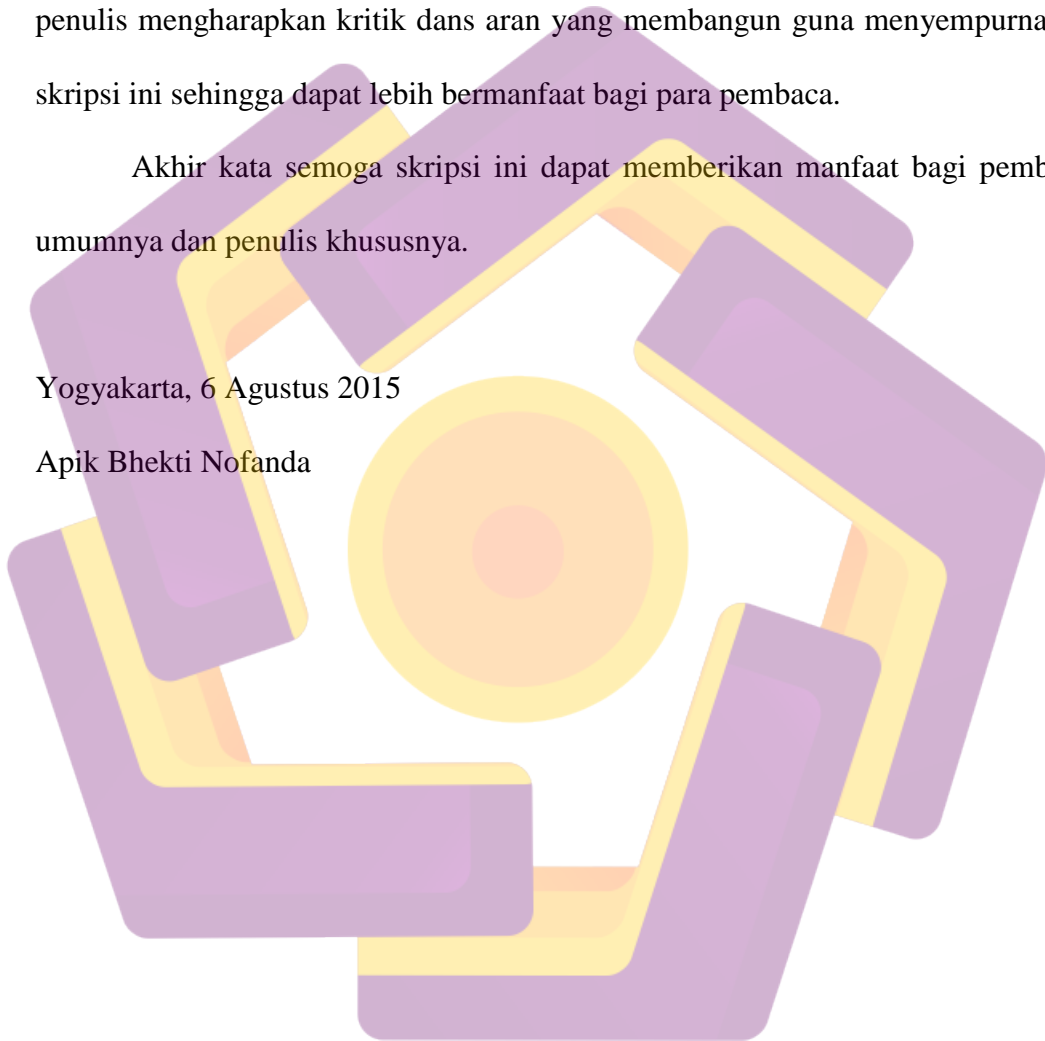 penulis mengharapkan kritik dans aran yang membangun guna menyempurna
skripsi ini sehingga dapat lebih bermanfaat bagi para pembaca.
Akhir kata semoga skripsi ini dapat memberikan manfaat bagi pemb
umumnya dan penulis khususnya.
Yogyakarta, 6 Agustus 2015
Apik Bhekti Nofanda